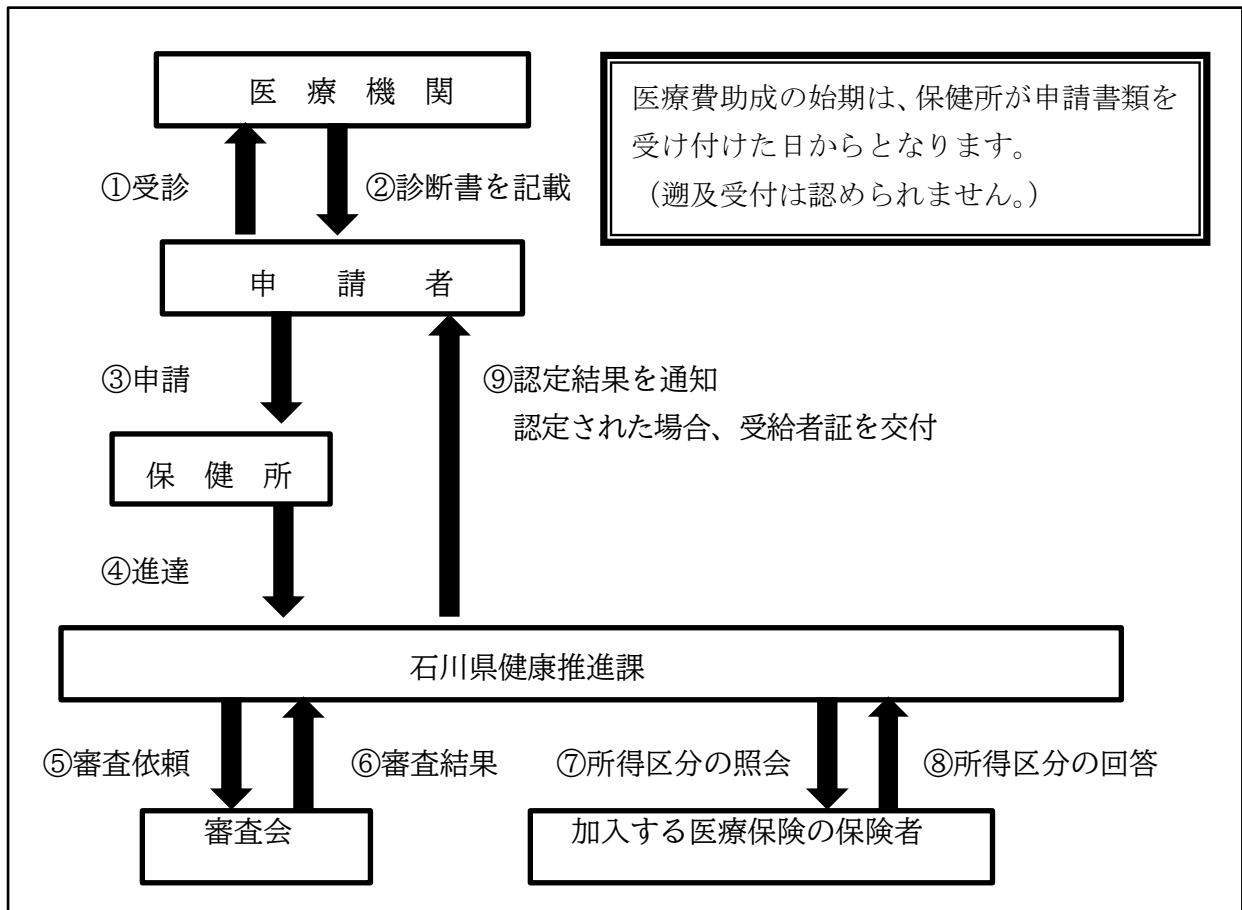 医療機関
医療費助成の始期は、保健所が申請書類を
受け付けた日からとなります。
（遡及受付は認められません。）
①受診
②診断書を記載
申請者
③申請
⑨認定結果を通知
認定された場合、受給者証を交付
保健所
④進達
石川県健康推進課
⑤審査依頼
⑥審査結果
⑦所得区分の照会
⑧所得区分の回答
審査会
加入する医療保険の保険者